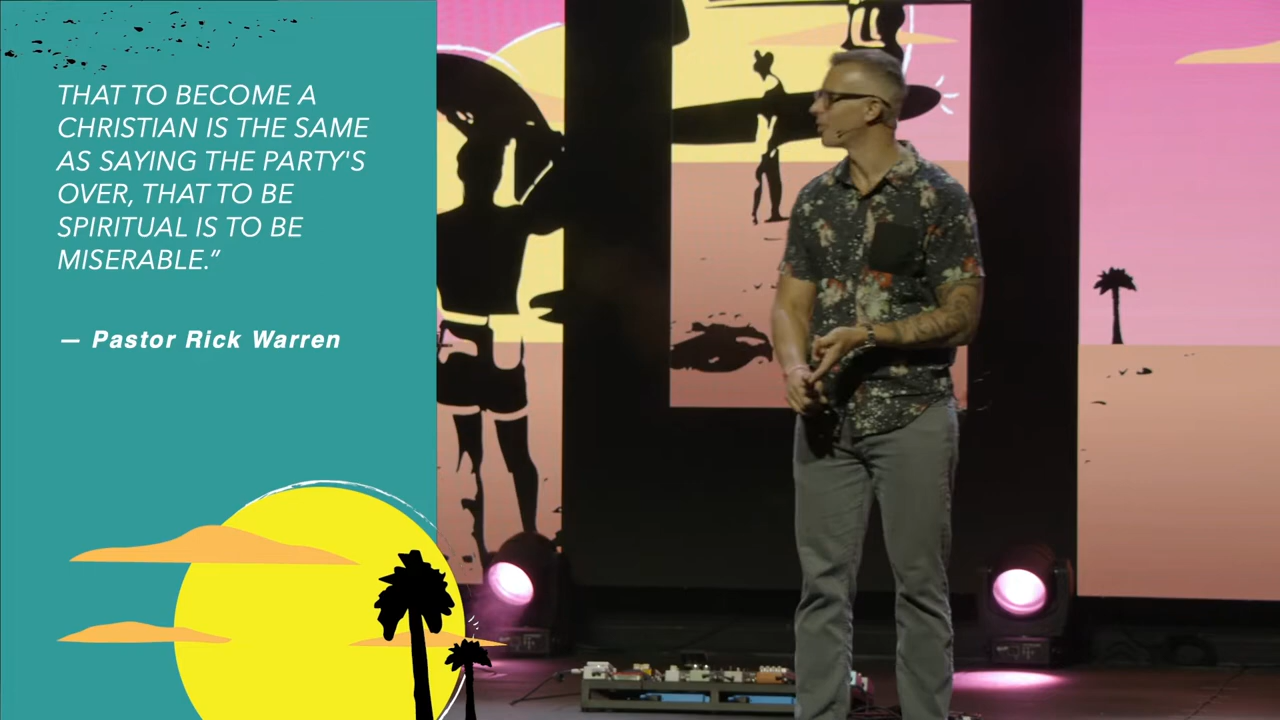 THAT TO BECOME A
CHRISTIAN IS THE SAME
AS SAYING THE PARTY'S
OVER, THAT TO BE
SPIRITUAL IS TO BE
MISERABLE.”
— Pastor Rick Warren